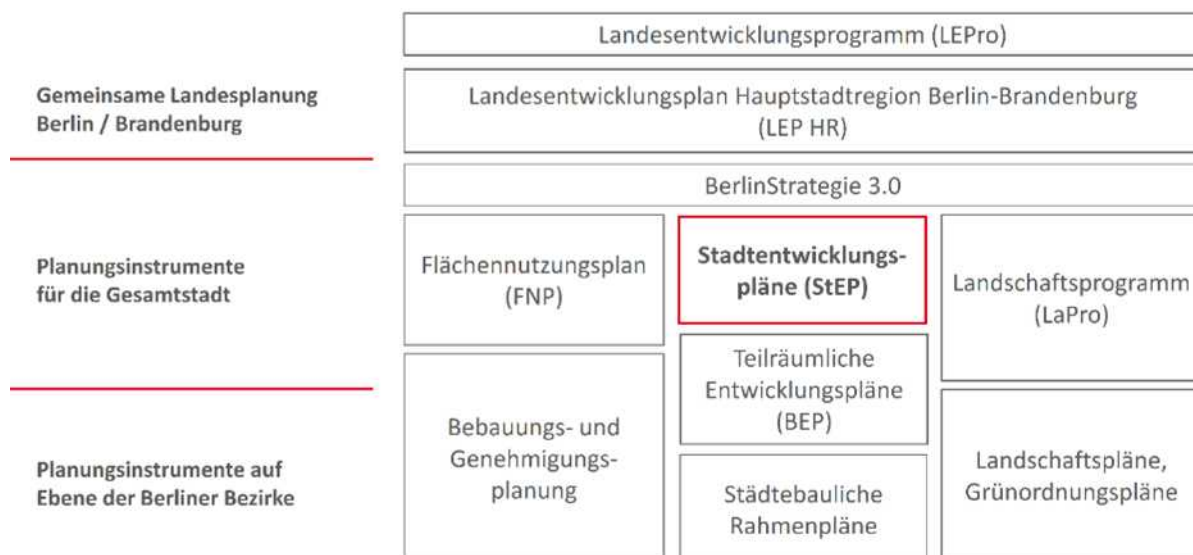 Landesentwicklungsprogramm (LEPro)
Gemeinsame Landesplanung
Berlin / Brandenburg
Landesentwicklungsplan Hauptstadtregion Berlin-Brandenburg
(LEP HR)
BerlinStrategie 3.0
Planungsinstrumente
für die Gesamtstadt
Flächennutzungsplan
(FNP)
Stadtentwicklungs-
pläne (StEP)
Landschaftsprogramm
(LaPro)
Teilräumliche
Entwicklungspläne
(BEP)
Planungsinstrumente auf
Ebene der Berliner Bezirke
Bebauungs- und
Genehmigungs-
planung
Städtebauliche
Rahmenpläne
Landschaftspläne,
Grünordnungspläne